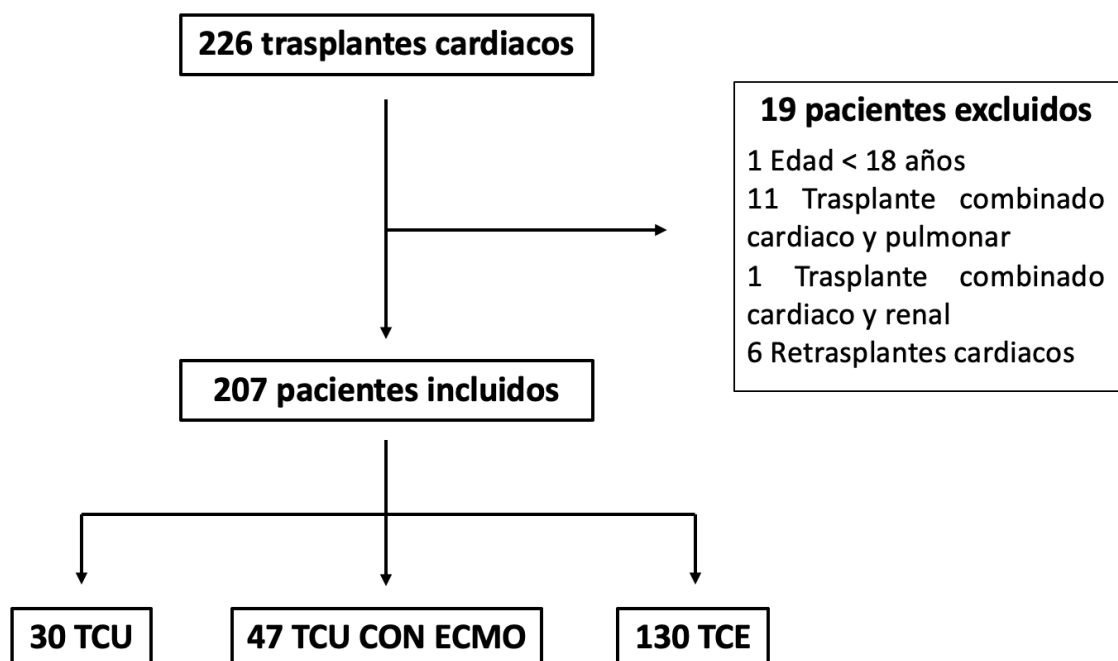 226 trasplantes cardiacos
19 pacientes excluidos
1 Edad < 18 años
11 Trasplante combinado
cardiaco y pulmonar
1 Trasplante combinado
cardiaco y renal
6 Retrasplantes cardiacos
207 pacientes incluidos
30 TCU
47 TCU CON ECMO
130 TCE